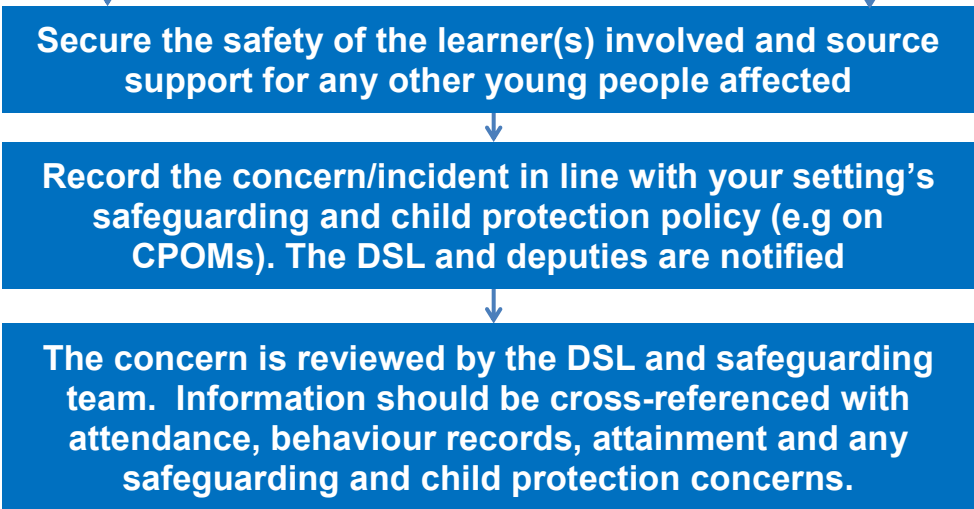 Secure the safety of the learner(s) involved and source
support for any other young people affected
Record the concern/incident in line with your setting’s
safeguarding and child protection policy (e.g on
CPOMs). The DSL and deputies are notified
The concern is reviewed by the DSL and safeguarding
team.  Information should be cross-referenced with
attendance, behaviour records, attainment and any
safeguarding and child protection concerns.